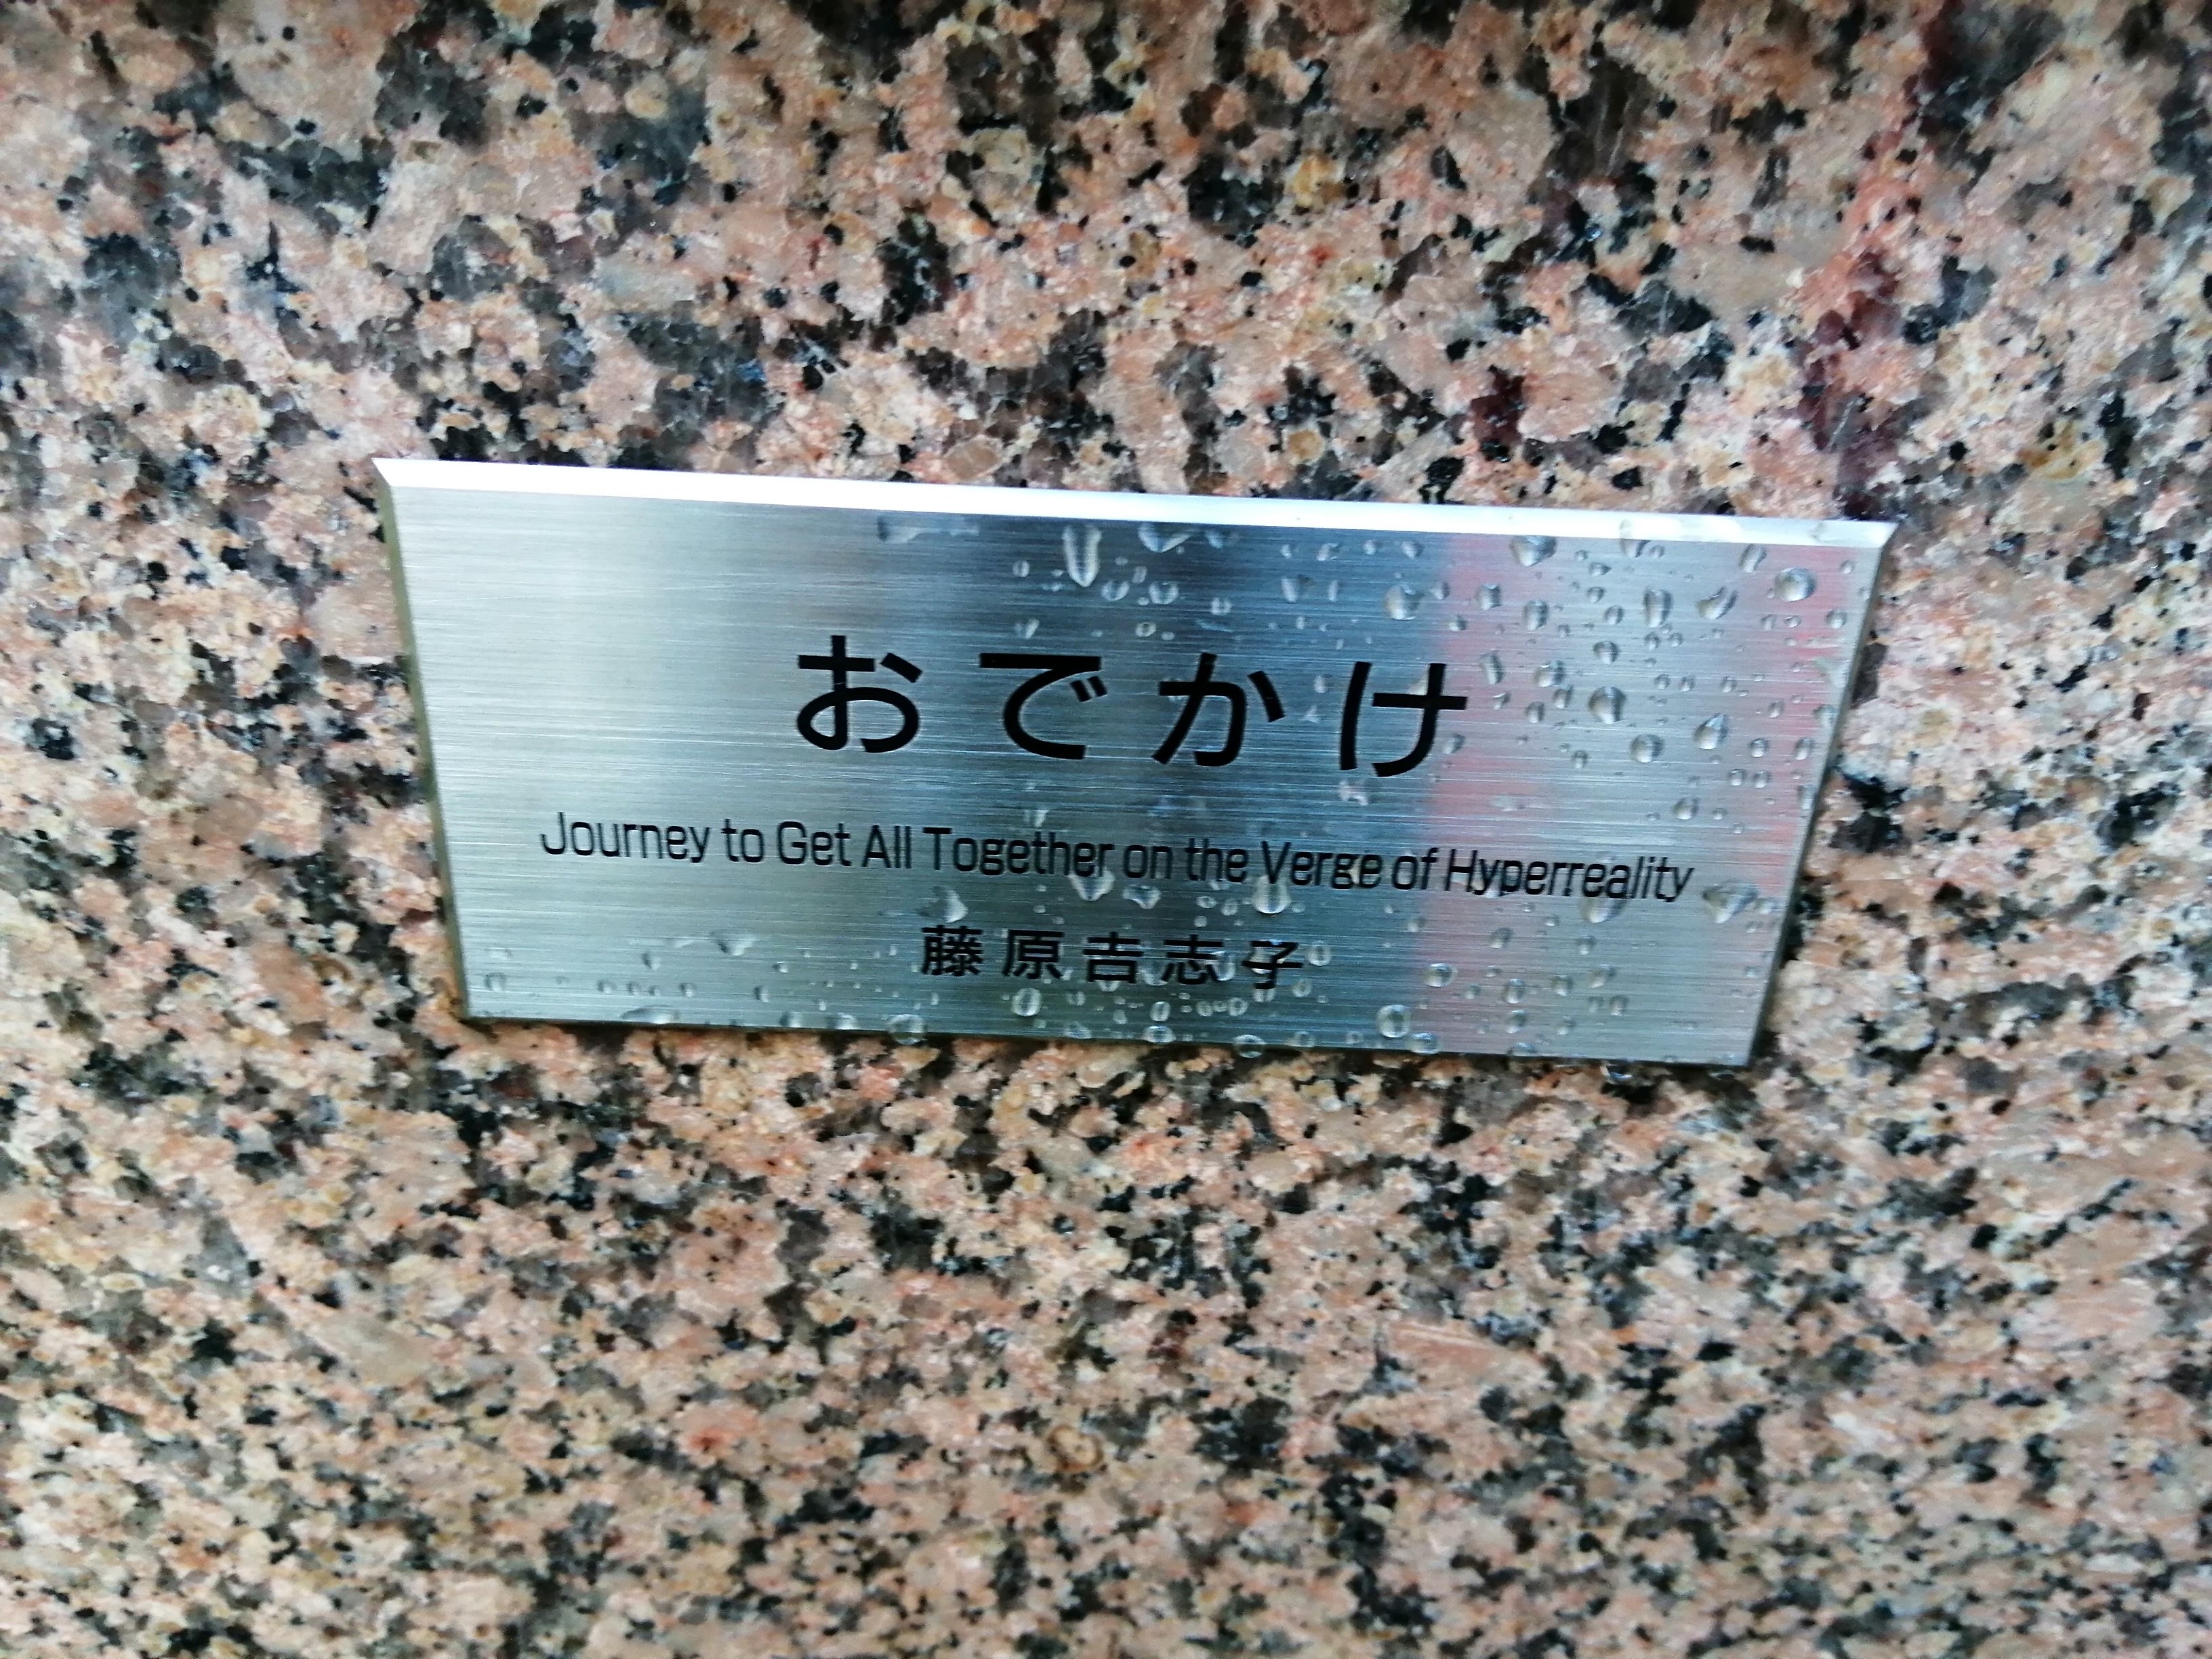 おでかけ
Journey to Get All Together on the Verge of Hyperreality
藤原吉志子